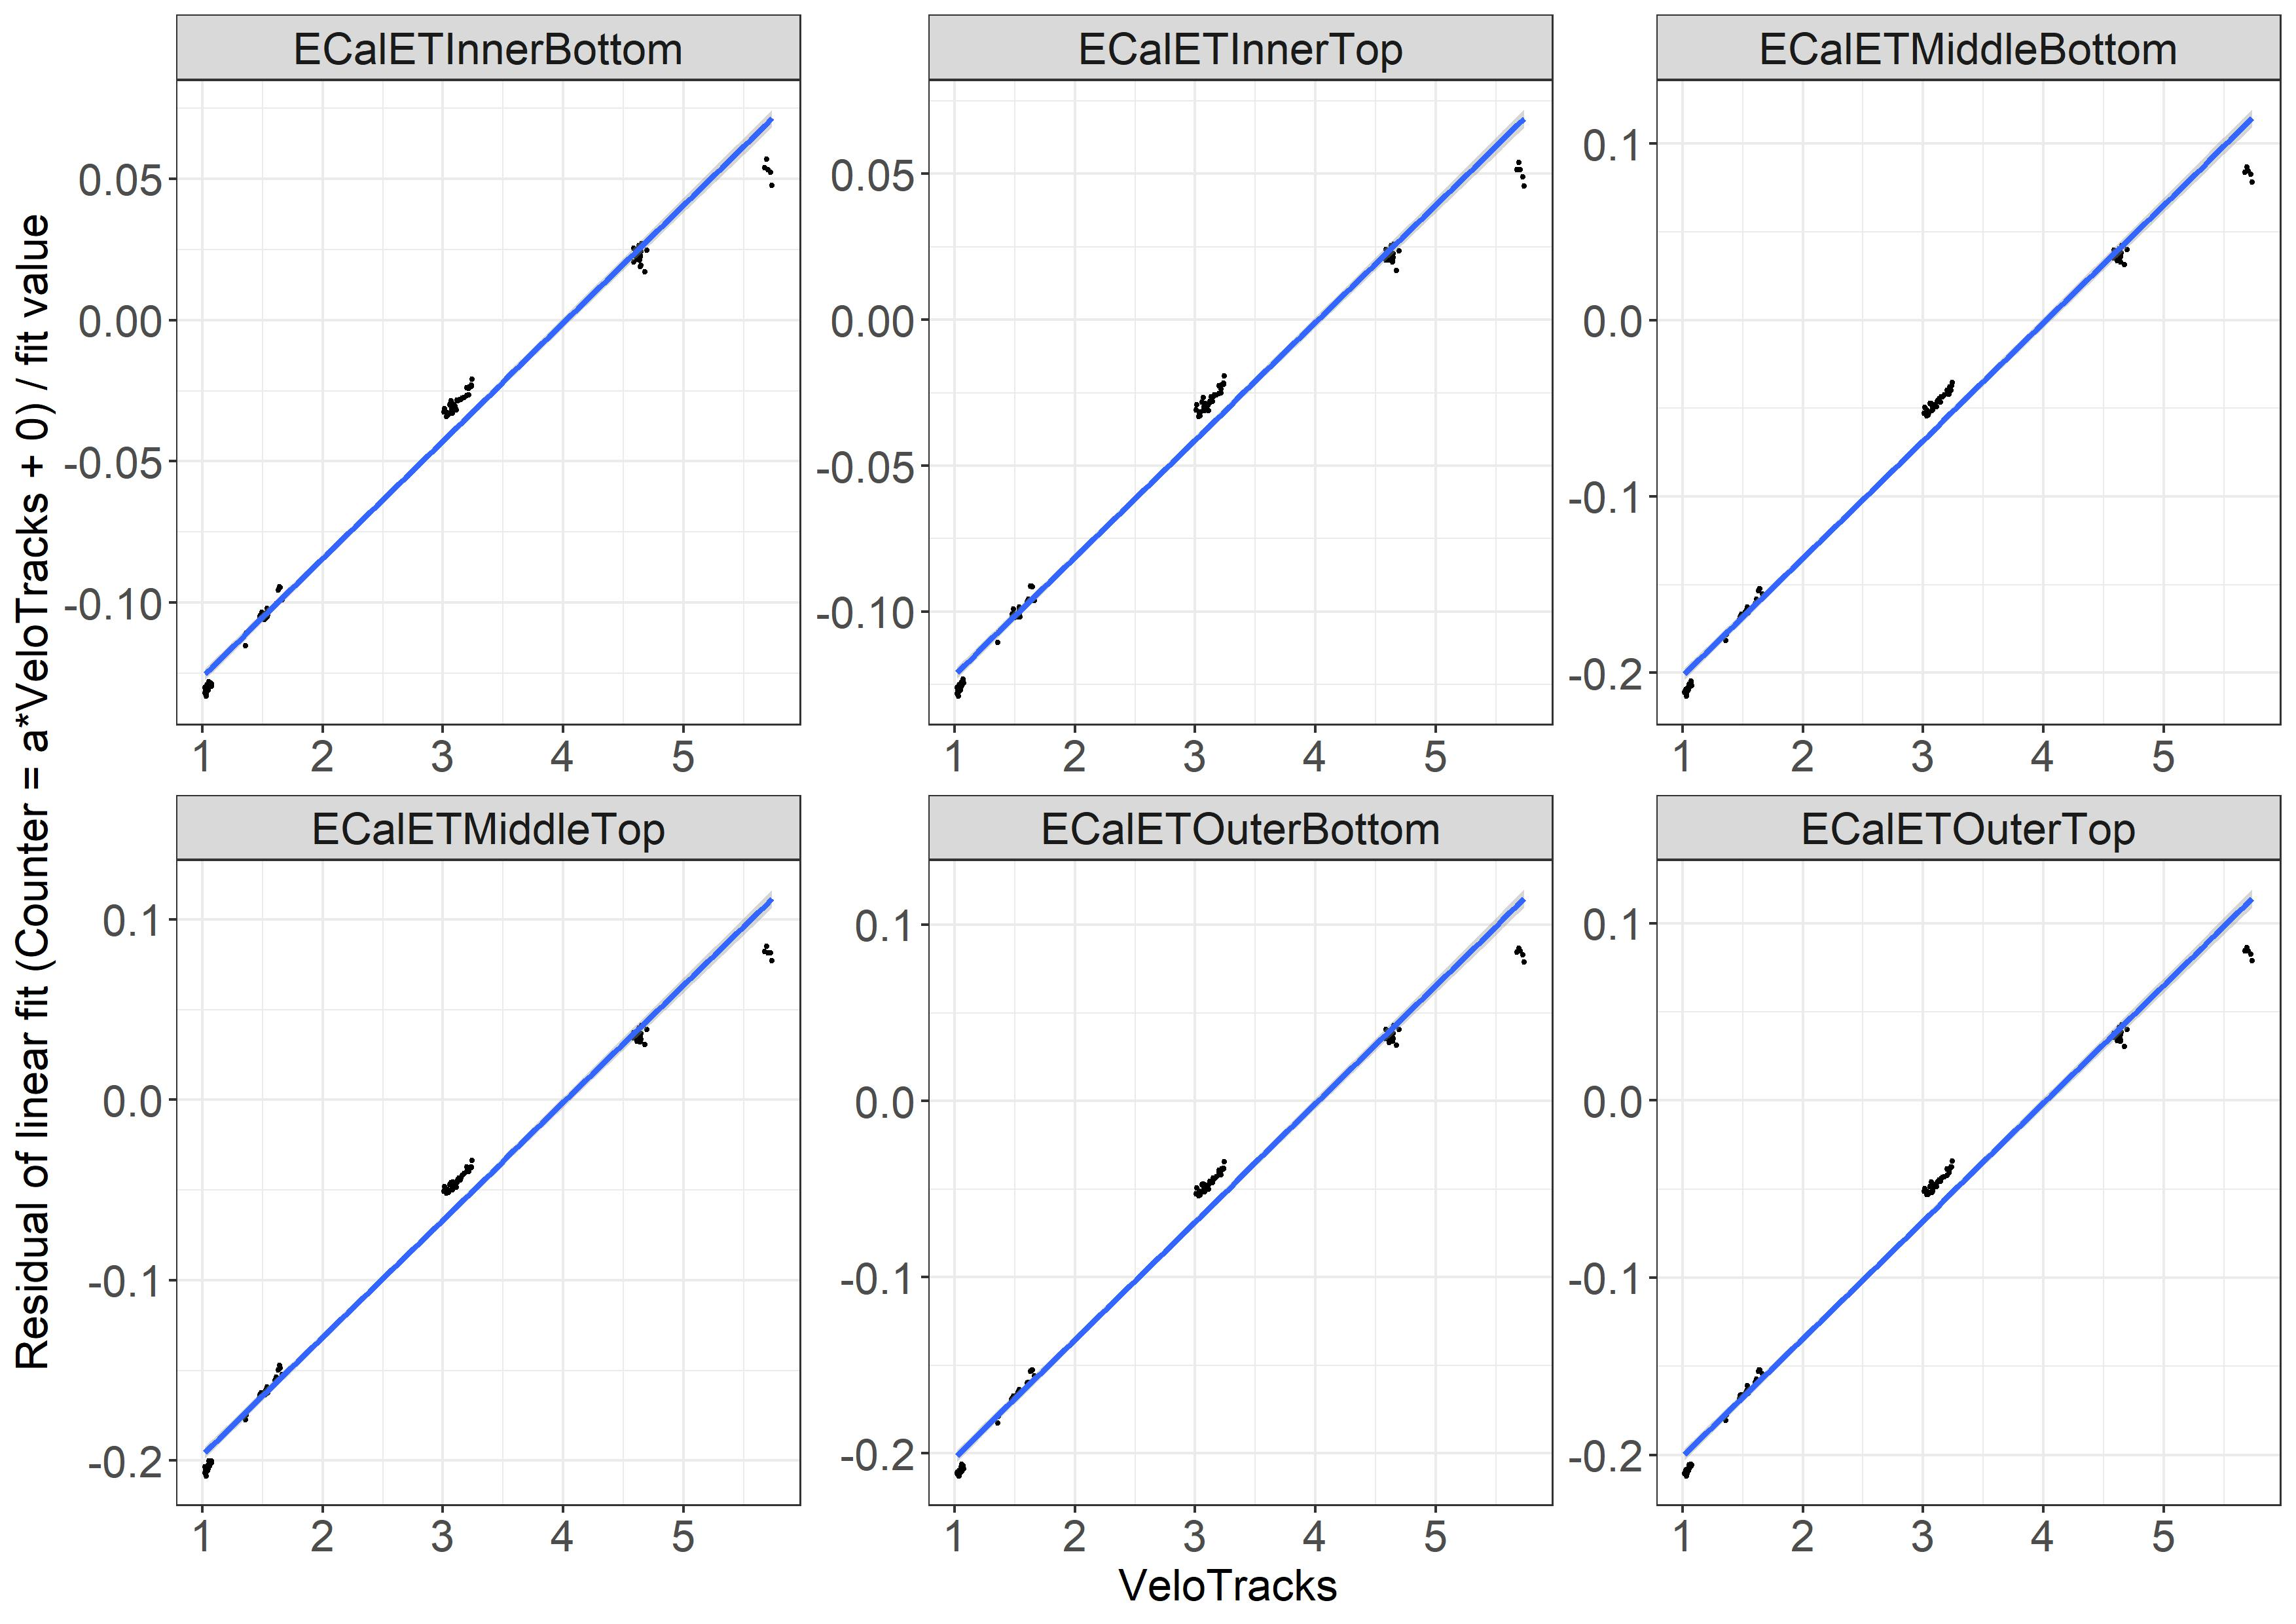 Residual of linear fit (Counter = a*VeloTracks + 0) / fit value
ECalETInnerBottom
0.05
0.00
-0.05
-0.10
1 2 3 4 5
ECalETInnerTop
0.05
0.00
-0.05
-0.10
1 2 3 4 5
ECalETMiddleBottom
0.1
0.0
-0.1
-0.2
1 2 3 4 5
ECalETMiddleTop
0.1
0.0
-0.1
-0.2
1 2 3 4 5
ECalETOuterBottom
0.1
0.0
-0.1
-0.2
1 2 3 4 5
ECalETOuterTop
0.1
0.0
-0.1
-0.2
1 2 3 4 5
VeloTracks